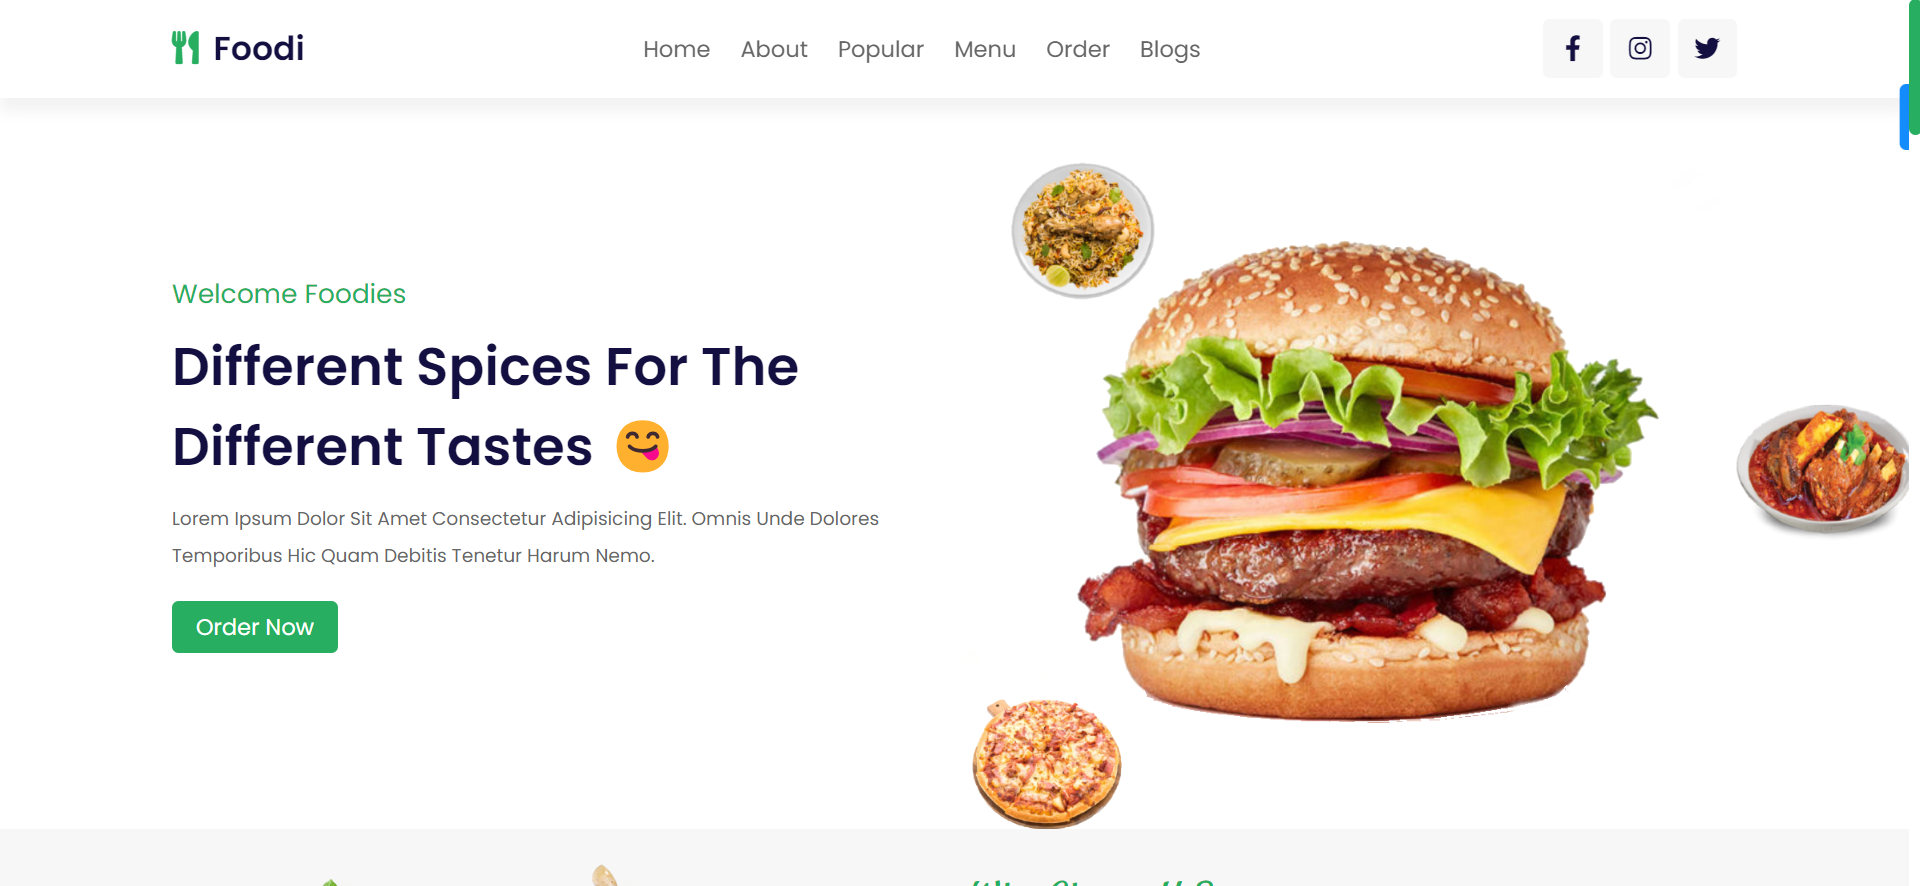 Foodi
Home About Popular Menu Order Blogs
Welcome Foodies
Different Spices For The
Different Tastes 😋
Lorem Ipsum Dolor Sit Amet Consectetur Adipisicing Elit. Omnis Unde Dolores
Temporibus Hic Quam Debitis Tenetur Harum Nemo.
Order Now